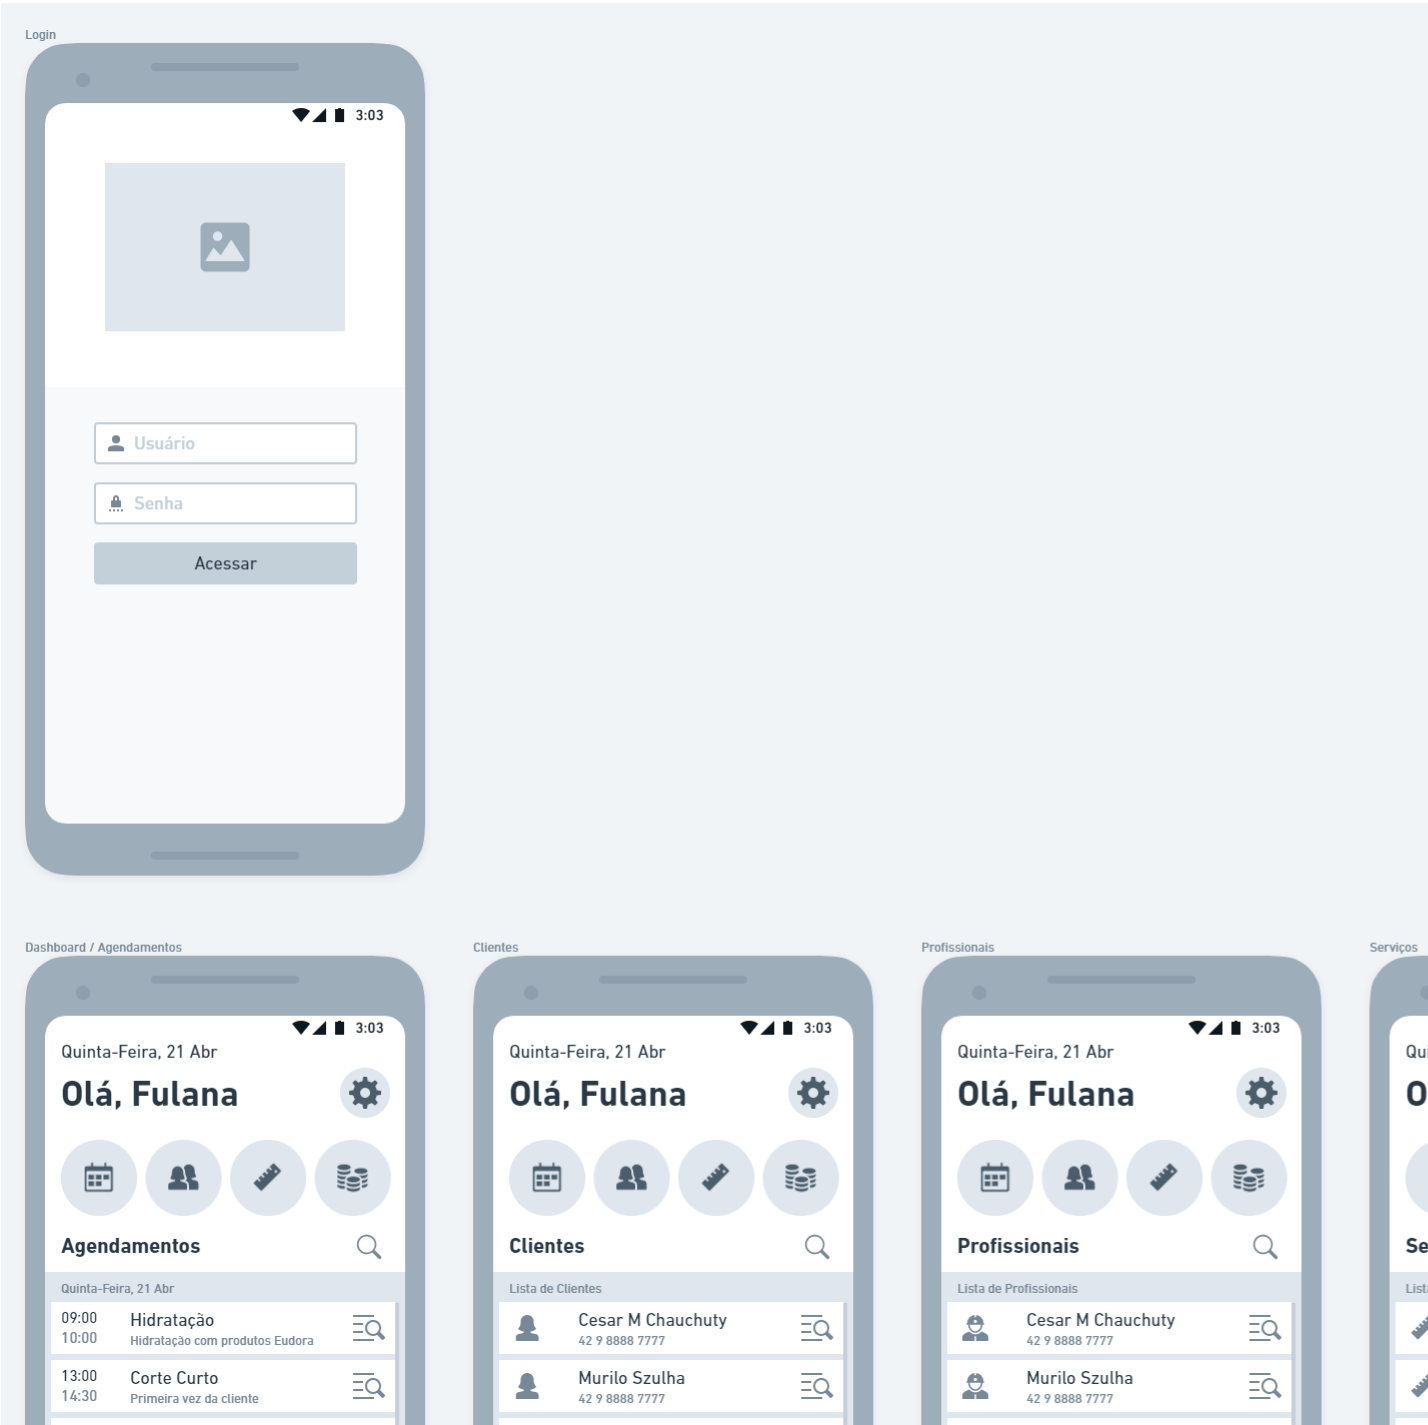 Login
3:03
Usuário
Senha
Acessar
Dashboard / Agendamentos
3:03
Quinta-Feira, 21 Abr
Olá, Fulana
Agendamentos
Quinta-Feira, 21 Abr
09:00 Hidratação
10:00 Hidratação com produtos Eudora
13:00 Corte Curto
14:30 Primeira vez da cliente
Clientes
3:03
Quinta-Feira, 21 Abr
Olá, Fulana
Clientes
Lista de Clientes
Cesar M Chauchuty
42 9 8888 7777
Murilo Szulha
42 9 8888 7777
Profissionais
3:03
Quinta-Feira, 21 Abr
Olá, Fulana
Profissionais
Lista de Profissionais
Cesar M Chauchuty
42 9 8888 7777
Murilo Szulha
42 9 8888 7777
Serviços